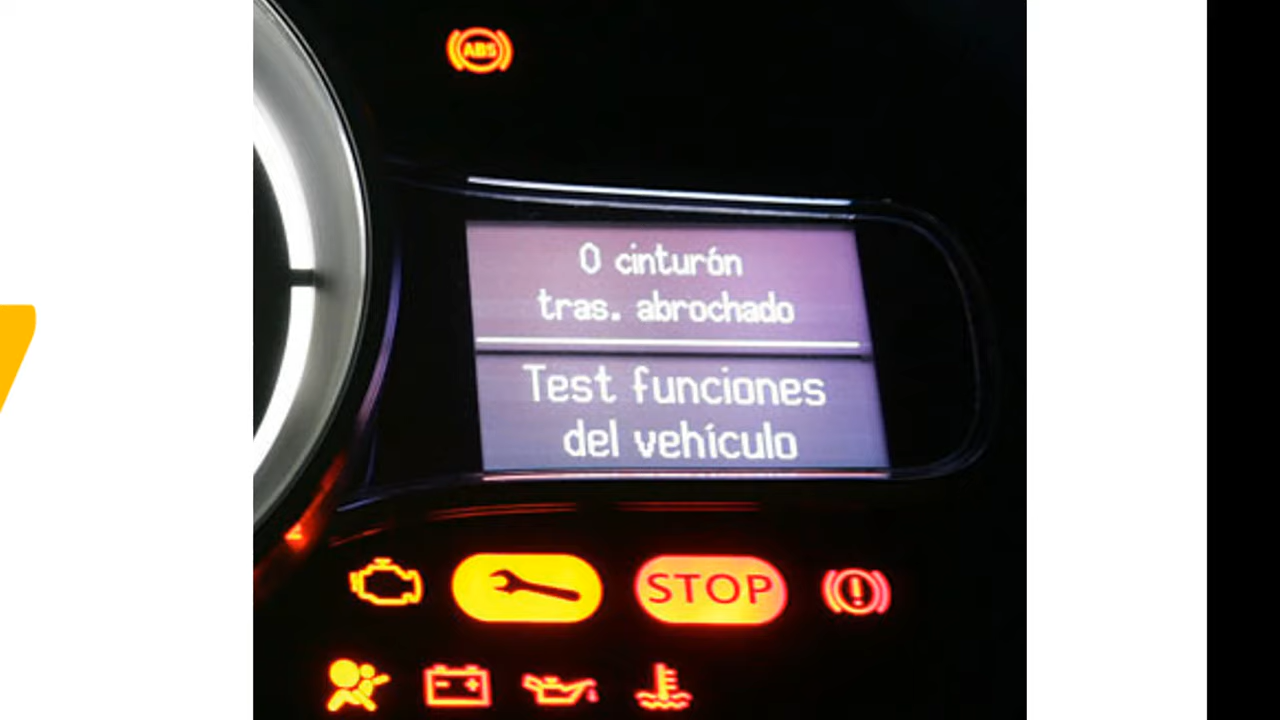 ABS
0 cinturón
tras. abrochado
Test funciones
del vehículo
STOP